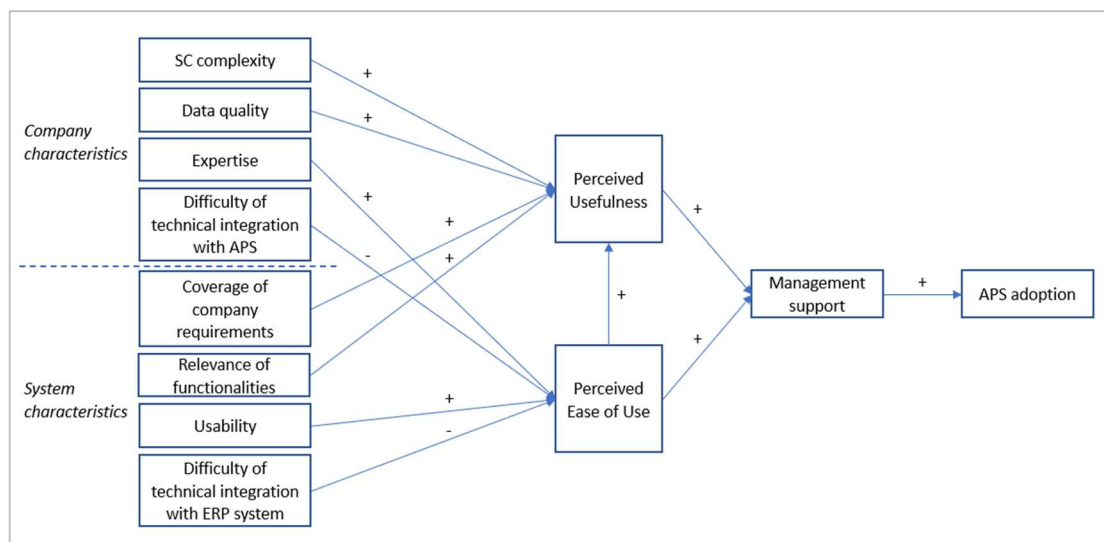 SC complexity
Data quality
Company
characteristics
Expertise
Difficulty of
technical integration
with APS
Coverage of
company
requirements
Relevance of
functionalities
System
characteristics
Usability
Difficulty of
technical integration
with ERP system
+
+
+
+
-
+
+
-
Perceived
Usefulness
+
Perceived
Ease of Use
+
+
Management
support
+
APS adoption